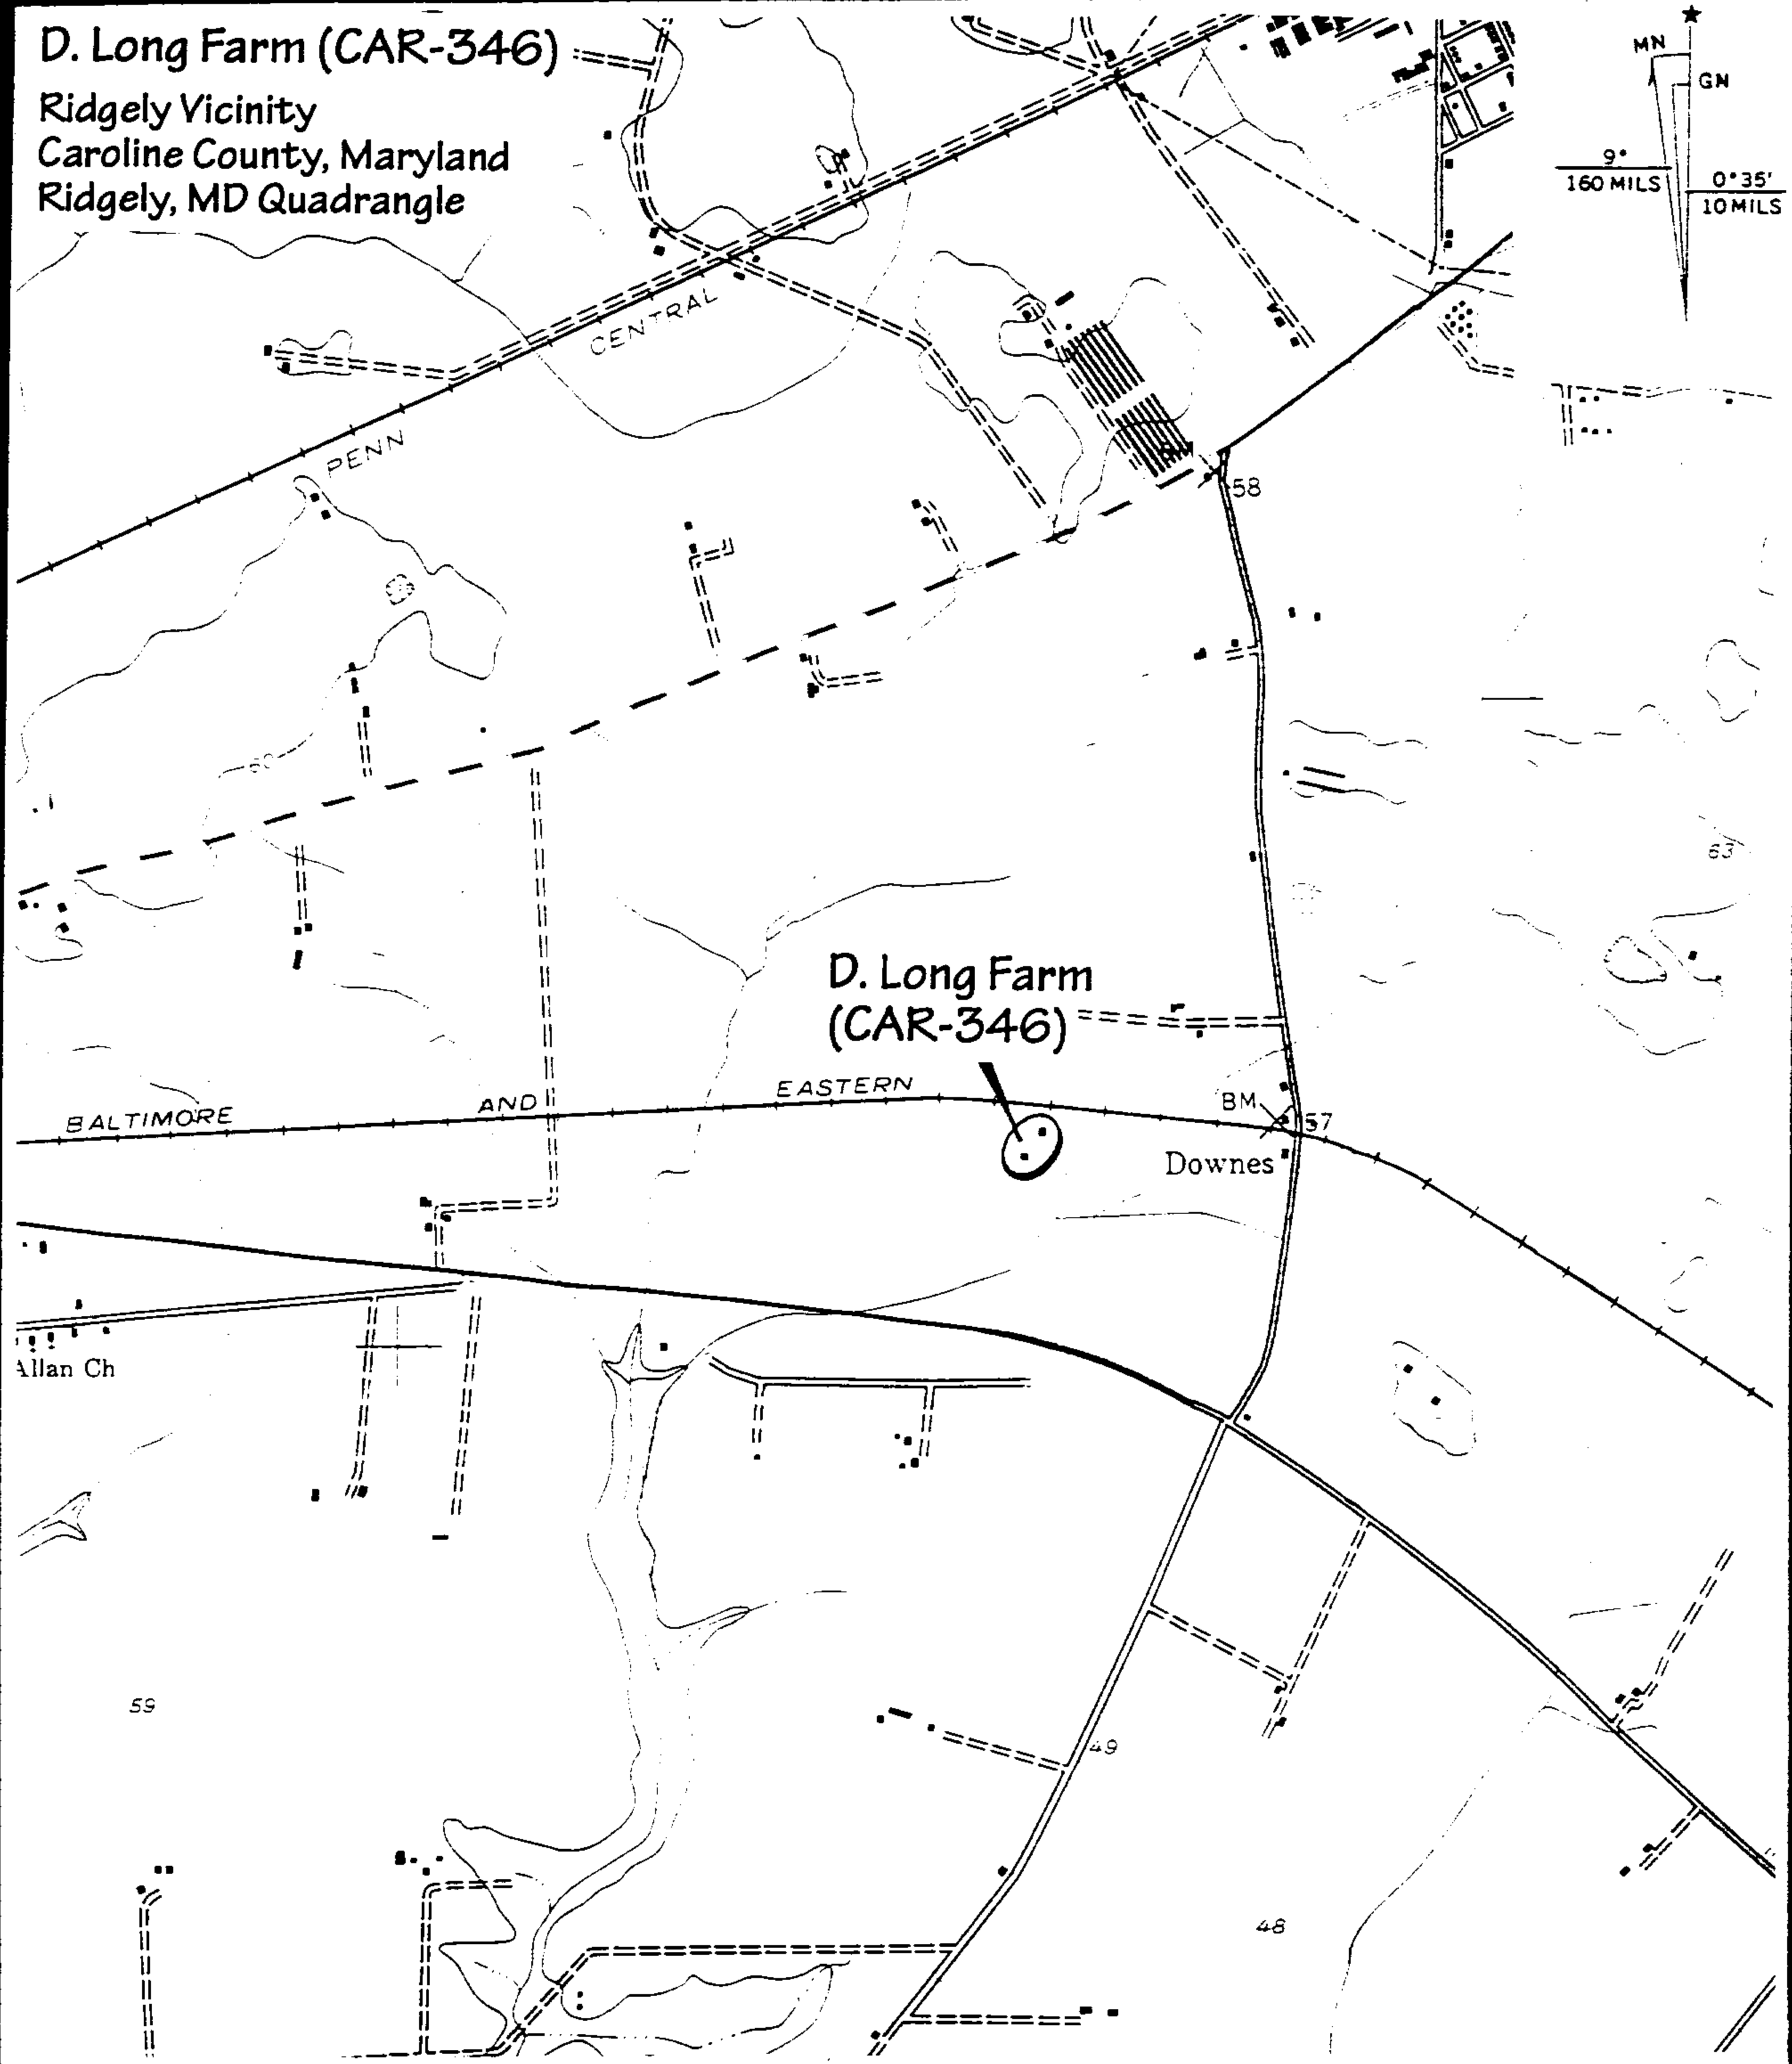 D. Long Farm (CAR-346)
Ridgely Vicinity
Caroline County, Maryland
Ridgely, MD Quadrangle
MN
GN
9°
160 MILS
0°35'
10 MILS
PENN CENTRAL
58
60
63
D. Long Farm
(CAR-346)
BALTIMORE AND EASTERN
BM
57
Downes
Allan Ch
59
49
48